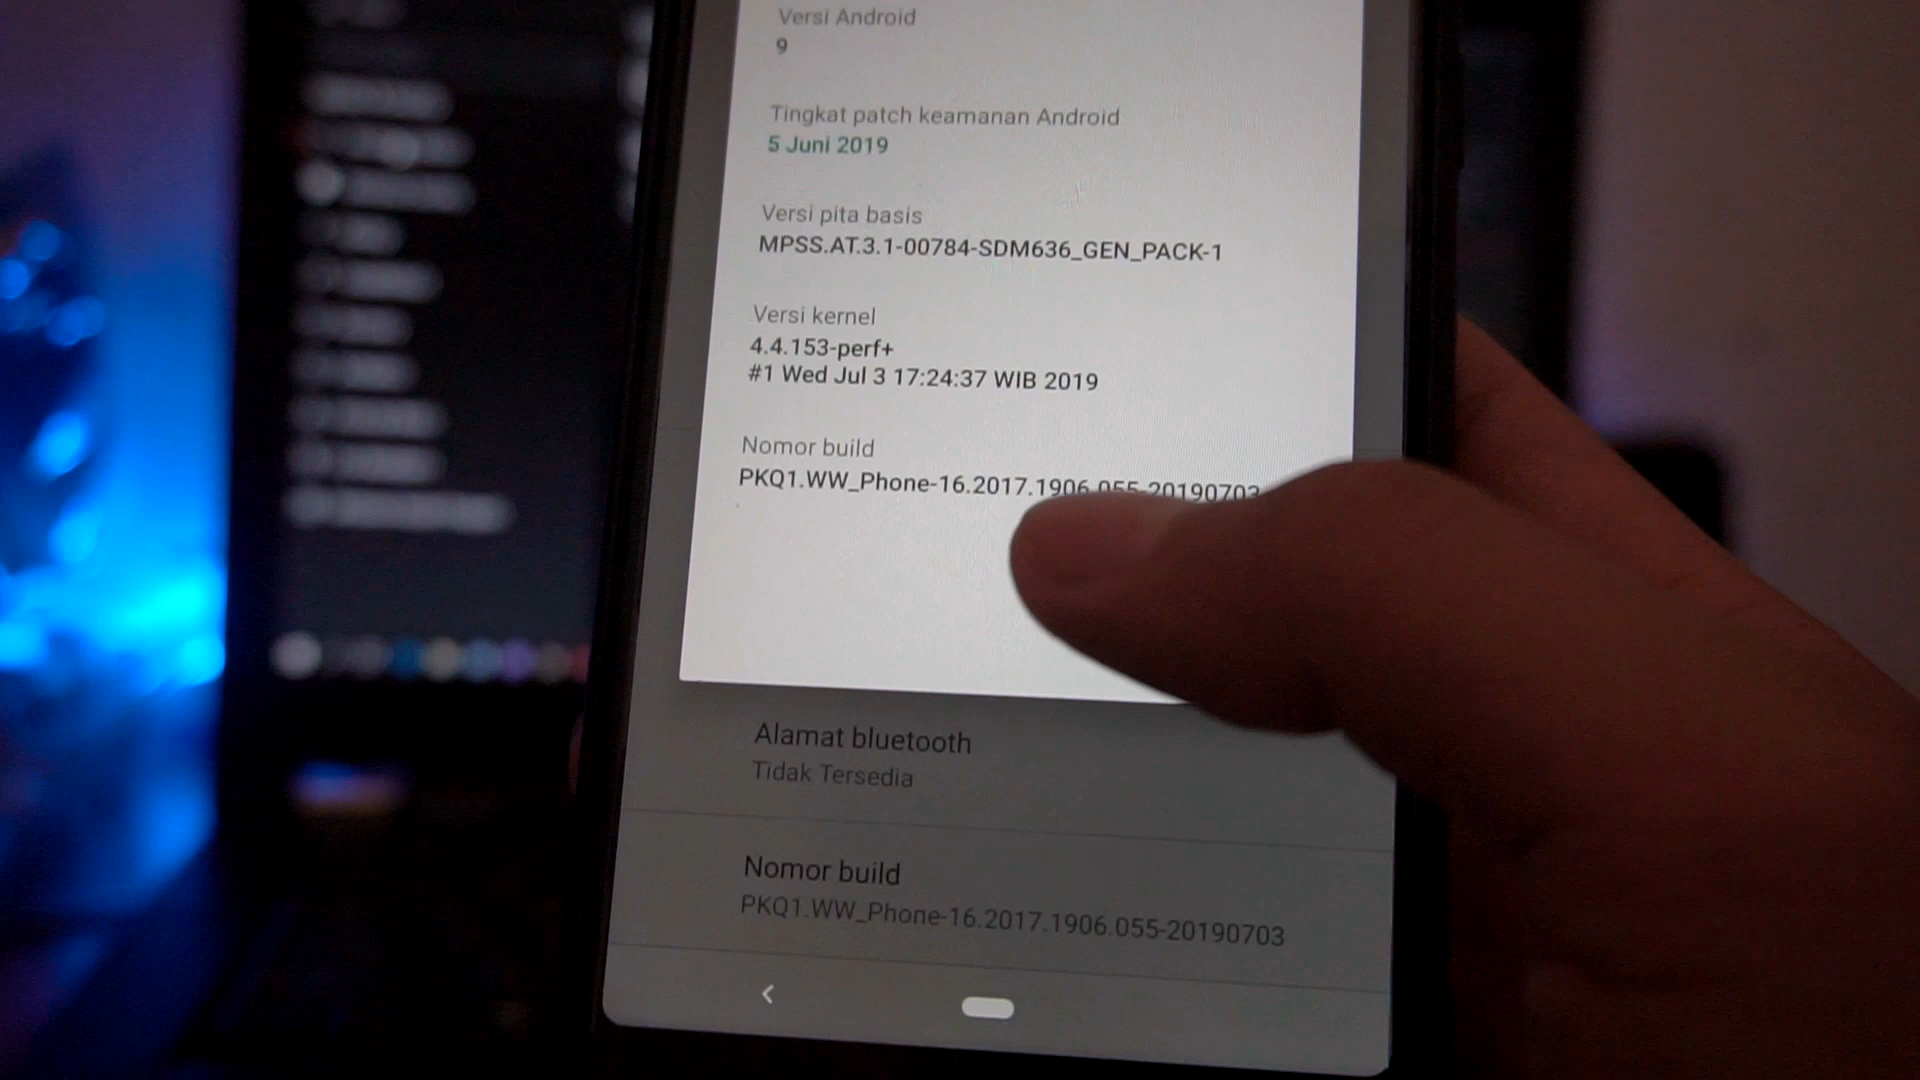 Versi Android
9
Tingkat patch keamanan Android
5 Juni 2019
Versi pita basis
MPSS.AT.3.1-00784-SDM636_GEN_PACK-1
Versi kernel
4.4.153-perf+
#1 Wed Jul 3 17:24:37 WIB 2019
Nomor build
PKQ1.WW_Phone-16.2017.1906.055-20190703
Alamat bluetooth
Tidak Tersedia
Nomor build
PKQ1.WW_Phone-16.2017.1906.055-20190703